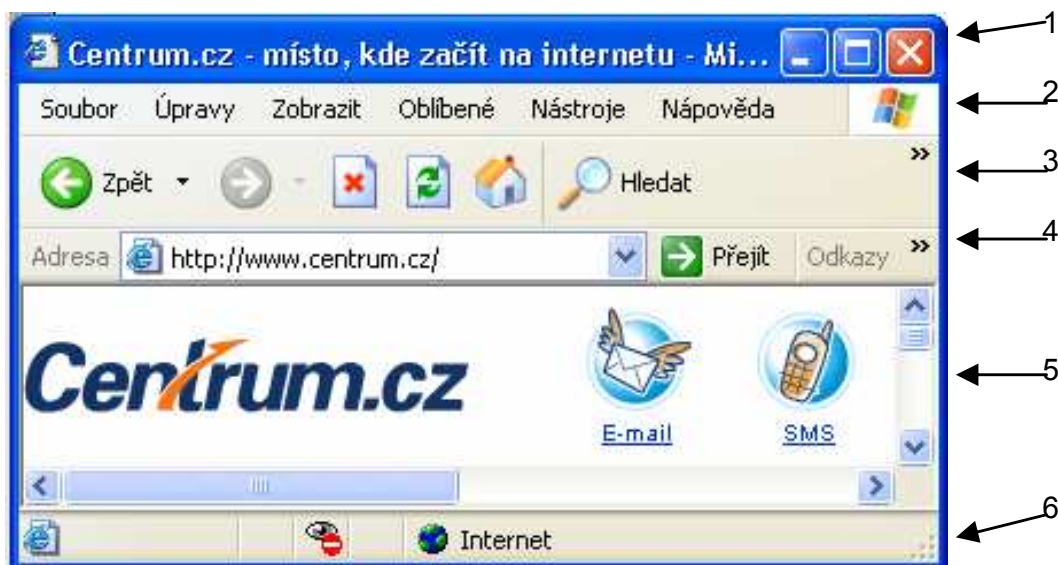 Centrum.cz - místo, kde začít na internetu - Mi... 1
Soubor Úpravy Zobrazit Oblíbené Nástroje Nápověda 2
Zpět Hledat » 3
Adresa http://www.centrum.cz/ Přejít Odkazy » 4
Centrum.cz 5
E-mail SMS
Internet 6